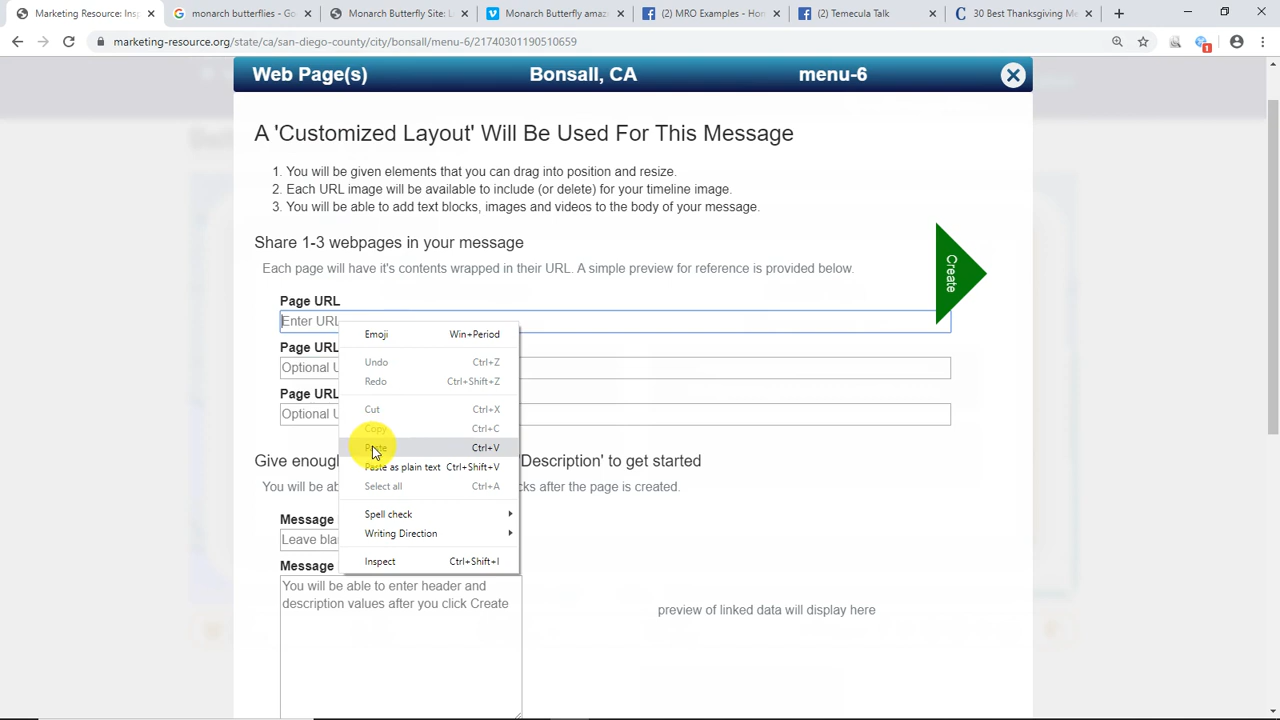 Marketing Resource: Insp
monarch butterflies - Go
Monarch Butterfly Site: L
Monarch Butterfly amaz
(2) MRO Examples - Hom
(2) Temecula Talk
30 Best Thanksgiving Me
marketing-resource.org/state/ca/san-diego-county/city/bonsall/menu-6/21740301190510659
1
Web Page(s) Bonsall, CA menu-6
A 'Customized Layout' Will Be Used For This Message
1. You will be given elements that you can drag into position and resize.
2. Each URL image will be available to include (or delete) for your timeline image.
3. You will be able to add text blocks, images and videos to the body of your message.
Share 1-3 webpages in your message
Each page will have it's contents wrapped in their URL. A simple preview for reference is provided below.
Create
Page URL
Enter URL
Page URL
Optional U
Page URL
Optional U
Emoji Win+Period
Undo Ctrl+Z
Redo Ctrl+Shift+Z
Cut Ctrl+X
Copy Ctrl+C
Paste Ctrl+V
Paste as plain text Ctrl+Shift+V
Select all Ctrl+A
Spell check
Writing Direction
Inspect Ctrl+Shift+I
Give enough 'Description' to get started
You will be ab cks after the page is created.
Message
Leave bla
Message
You will be able to enter header and
description values after you click Create
preview of linked data will display here